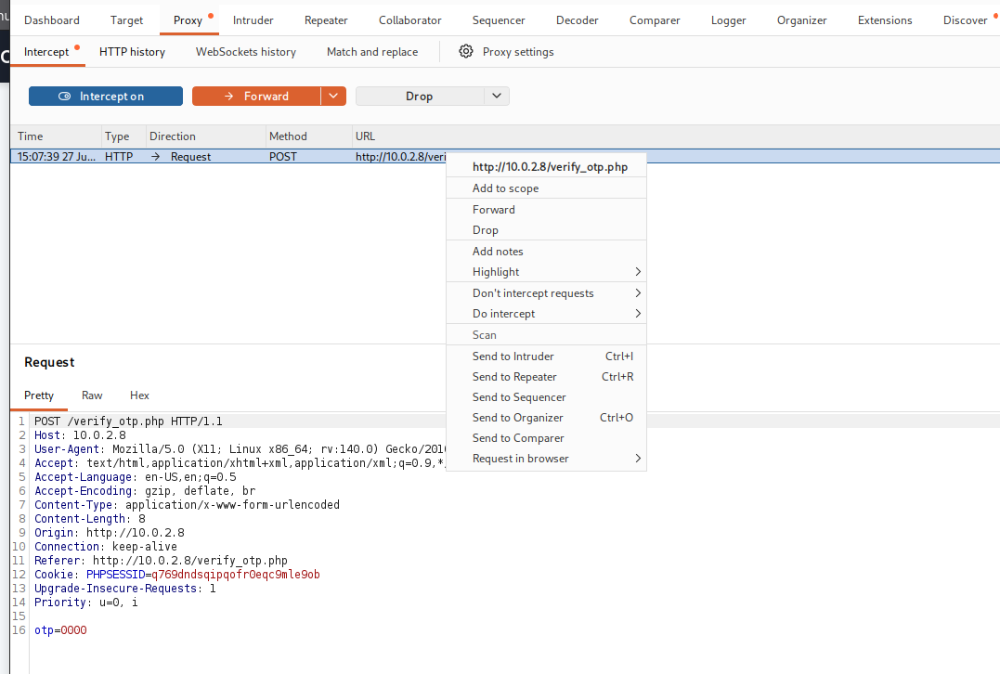 Dashboard Target Proxy Intruder Repeater Collaborator Sequencer Decoder Comparer Logger Organizer Extensions Discover
Intercept HTTP history WebSockets history Match and replace Proxy settings
Intercept on Forward Drop
Time Type Direction Method URL
15:07:39 27 Ju... HTTP Request POST http://10.0.2.8/veri
http://10.0.2.8/verify_otp.php
Add to scope
Forward
Drop
Add notes
Highlight
Don't intercept requests
Do intercept
Scan
Send to Intruder Ctrl+I
Send to Repeater Ctrl+R
Send to Sequencer
Send to Organizer Ctrl+O
Send to Comparer
Request in browser
Request
Pretty Raw Hex
1 POST /verify_otp.php HTTP/1.1
2 Host: 10.0.2.8
3 User-Agent: Mozilla/5.0 (X11; Linux x86_64; rv:140.0) Gecko/2010
4 Accept: text/html,application/xhtml+xml,application/xml;q=0.9,*
5 Accept-Language: en-US,en;q=0.5
6 Accept-Encoding: gzip, deflate, br
7 Content-Type: application/x-www-form-urlencoded
8 Content-Length: 8
9 Origin: http://10.0.2.8
10 Connection: keep-alive
11 Referer: http://10.0.2.8/verify_otp.php
12 Cookie: PHPSESSID=q769dndsqipqofr0eqc9mle9ob
13 Upgrade-Insecure-Requests: 1
14 Priority: u=0, i
15
16 otp=0000